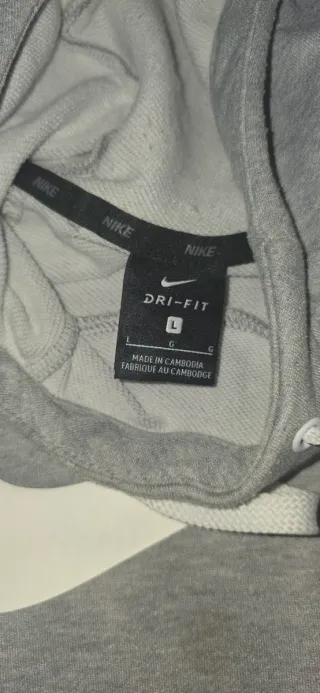 NIKE
NIKE
NIKE
DRI-FIT
L
L G G
MADE IN CAMBODIA
FABRIQUE AU CAMBODGE